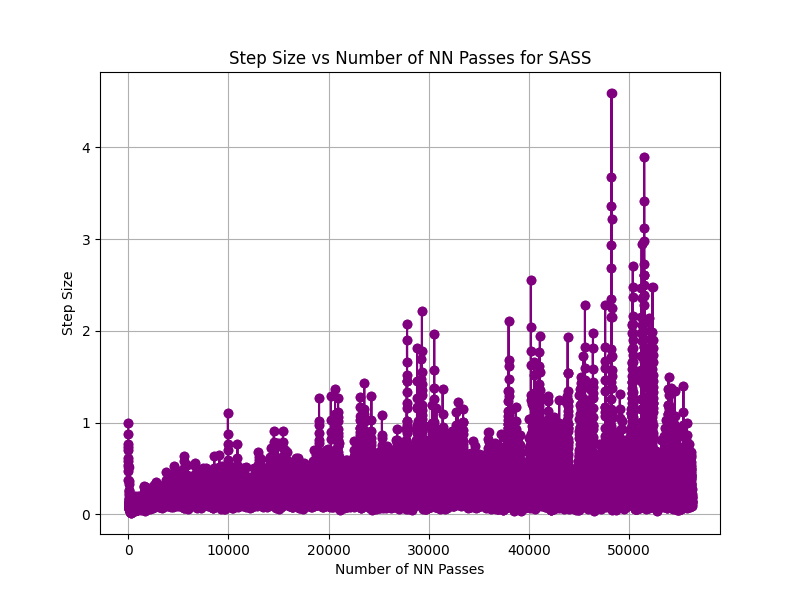 Step Size vs Number of NN Passes for SASS
4
3
2
1
0
Step Size
0 10000 20000 30000 40000 50000
Number of NN Passes